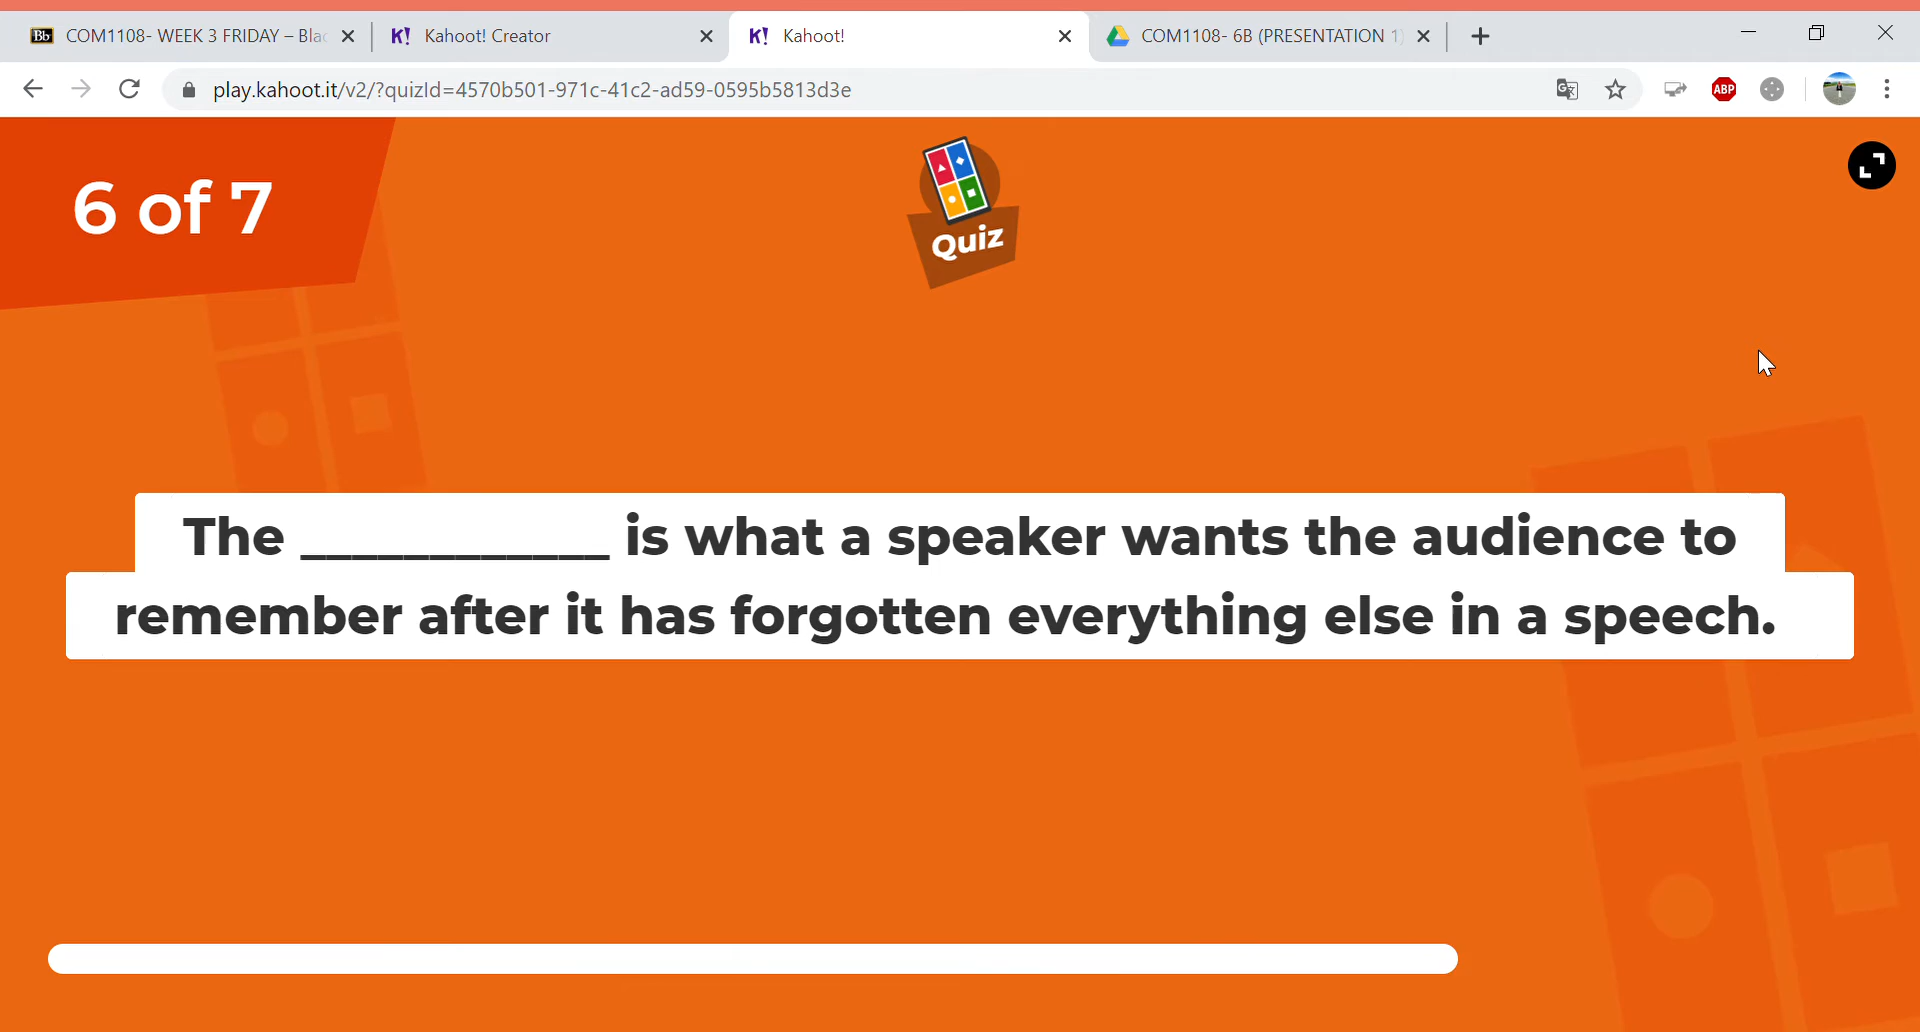 COM1108- WEEK 3 FRIDAY – Bla
Kahoot! Creator
Kahoot!
COM1108- 6B (PRESENTATION 1)
play.kahoot.it/v2/?quizId=4570b501-971c-41c2-ad59-0595b5813d3e
ABP
6 of 7
Quiz
The ____________ is what a speaker wants the audience to
remember after it has forgotten everything else in a speech.